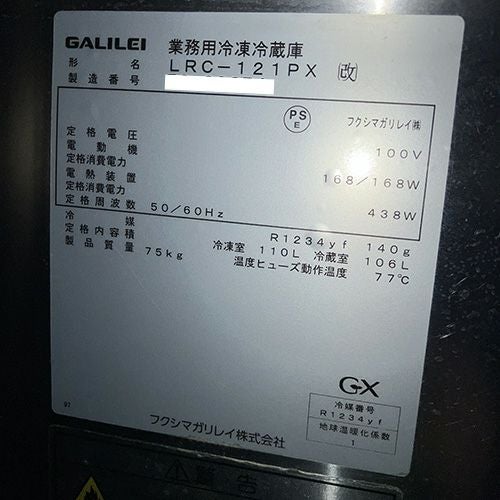 GALILEI 業務用冷凍冷蔵庫
形名 LRC-121PX 改
製造番号
PS E フクシマガリレイ㈱
定格電圧 100V
電動機
定格消費電力 168/168W
電熱装置
定格消費電力 438W
定格周波数 50/60Hz
冷媒 R1234yf 140g
定格内容積 冷凍室 110L 冷蔵室 106L
製品質量 75kg 温度ヒューズ動作温度 77℃
GX
冷媒番号
R1234yf
地球温暖化係数
1
フクシマガリレイ株式会社
警告